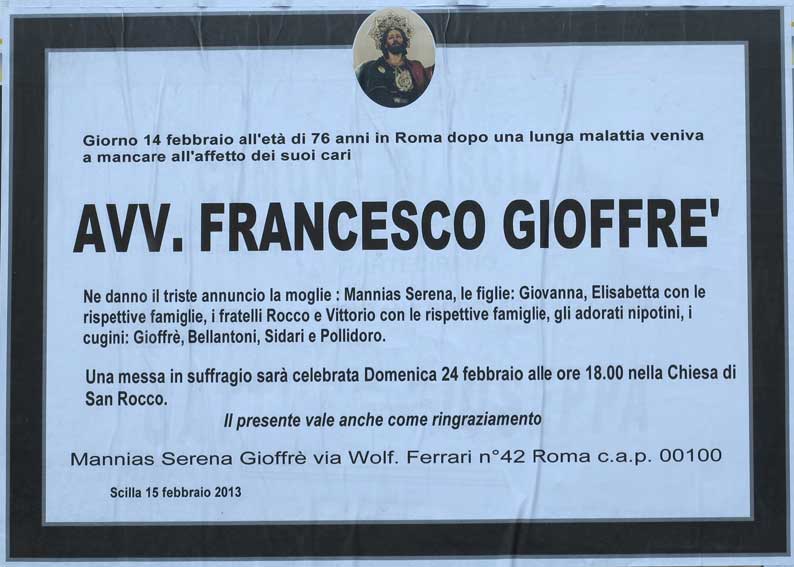 Giorno 14 febbraio all'età di 76 anni in Roma dopo una lunga malattia veniva
a mancare all'affetto dei suoi cari
AVV. FRANCESCO GIOFFRE'
Ne danno il triste annuncio la moglie : Mannias Serena, le figlie: Giovanna, Elisabetta con le
rispettive famiglie, i fratelli Rocco e Vittorio con le rispettive famiglie, gli adorati nipotini, i
cugini: Gioffrè, Bellantoni, Sidari e Pollidoro.
Una messa in suffragio sarà celebrata Domenica 24 febbraio alle ore 18.00 nella Chiesa di
San Rocco.
Il presente vale anche come ringraziamento
Mannias Serena Gioffrè via Wolf. Ferrari n°42 Roma c.a.p. 00100
Scilla 15 febbraio 2013